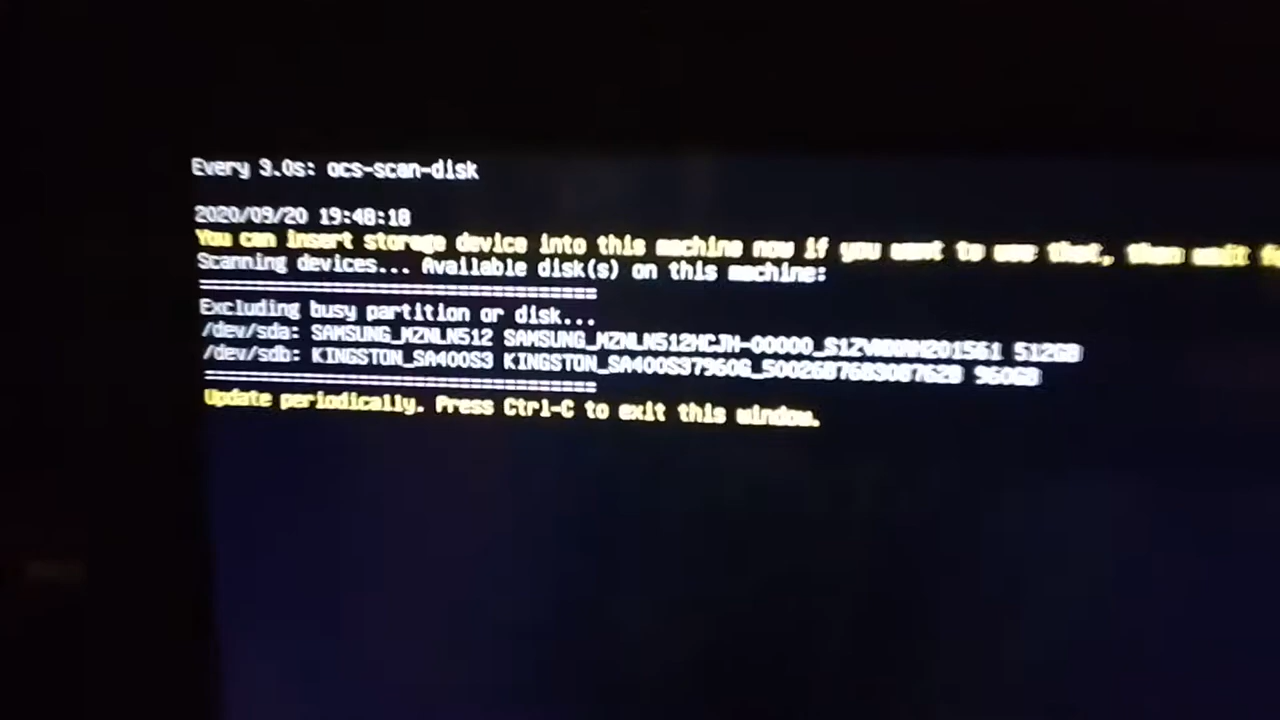 Every 3.0s: ocs-scan-disk
2020/09/20 19:48:18
You can insert storage device into this machine now if you want to use that, then wait
Scanning devices... Available disk(s) on this machine:
===================================
Excluding busy partition or disk...
/dev/sda: SAMSUNG_MZNLN512 512GB
/dev/sdb: KINGSTON_SA400S3 960GB
===================================
Update periodically. Press Ctrl-C to exit this window.